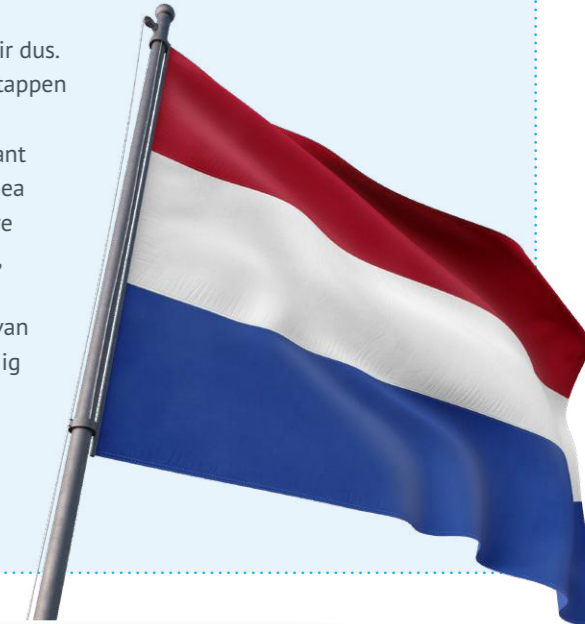 ir dus.
tappen
ant
ea
e
,
van
ig